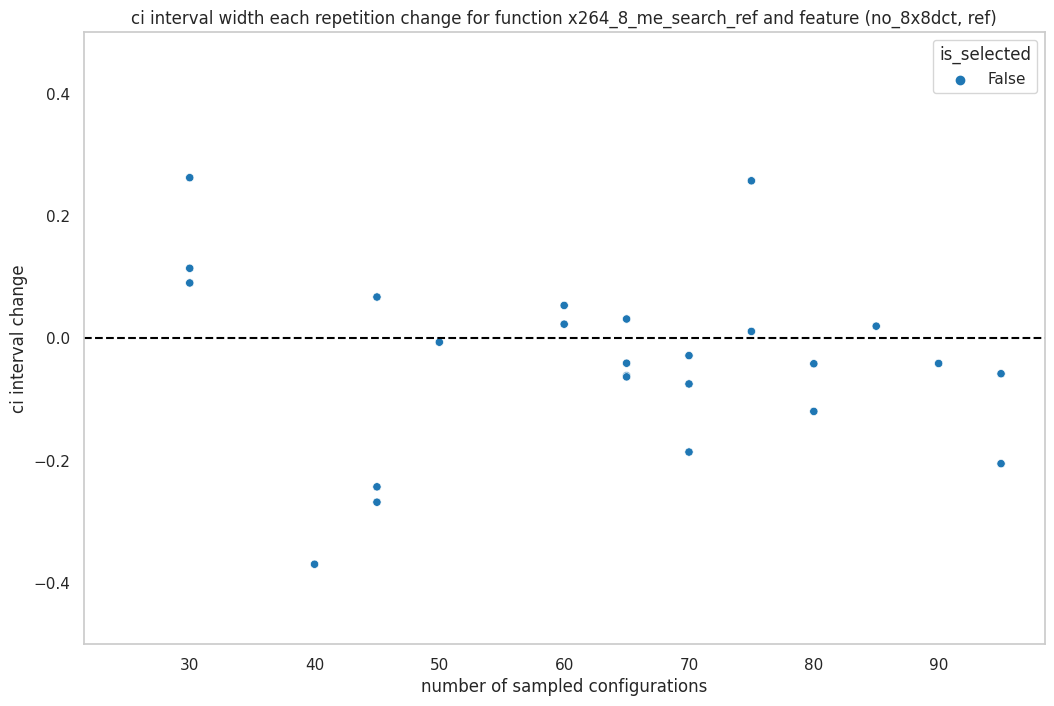 ci interval width each repetition change for function x264_8_me_search_ref and feature (no_8x8dct, ref)
is_selected
False
ci interval change
0.4
0.2
0.0
−0.2
−0.4
30 40 50 60 70 80 90
number of sampled configurations